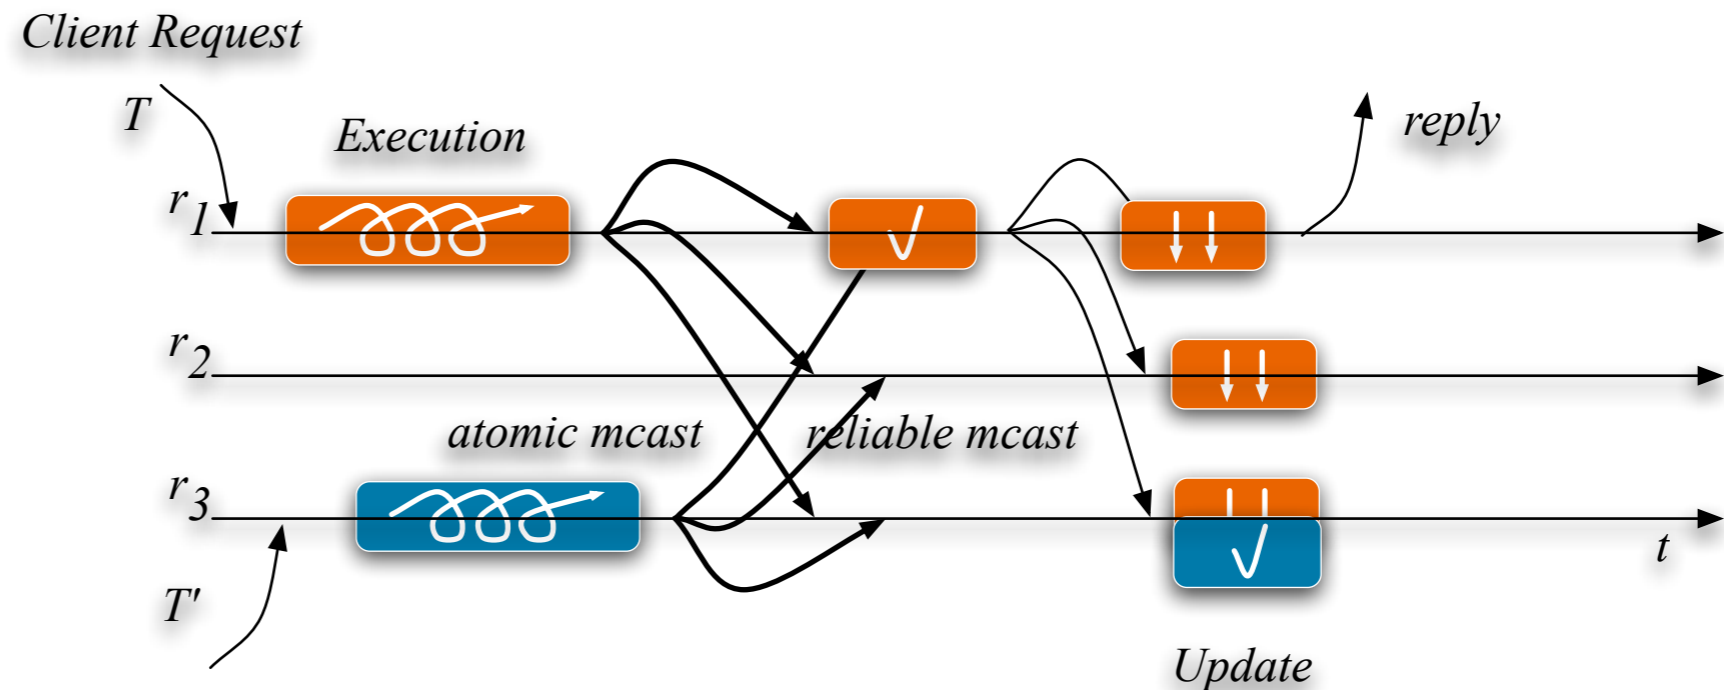 Client Request
T
Execution
reply
r1
r2
atomic mcast
reliable mcast
r3
t
T'
Update